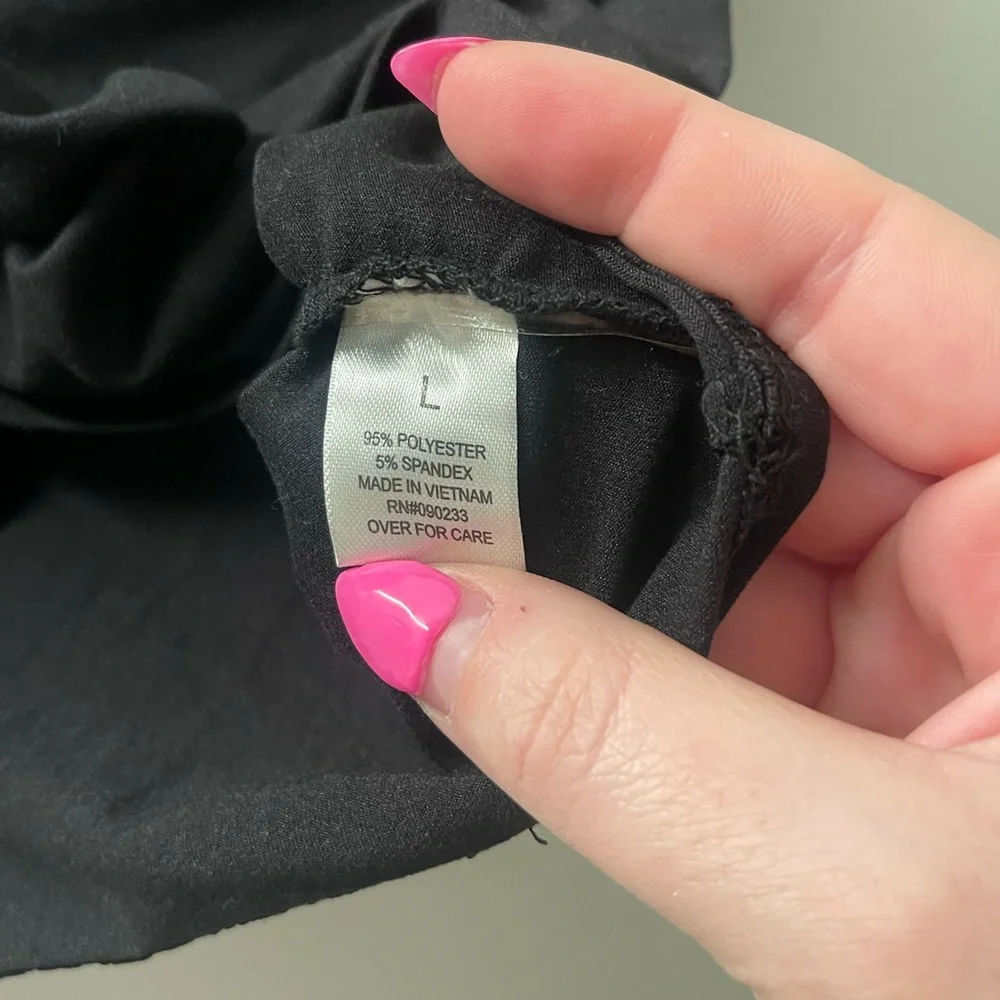 L
95% POLYESTER
5% SPANDEX
MADE IN VIETNAM
RN#090233
OVER FOR CARE